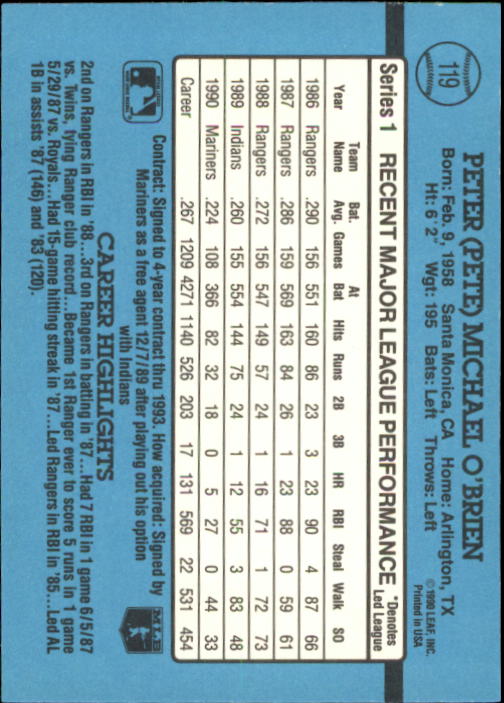 119
PETER (PETE) MICHAEL O'BRIEN
Born: Feb. 9, 1958 Santa Monica, CA Home: Arlington, TX
Ht: 6' 2" Wgt: 195 Bats: Left Throws: Left
©1990 LEAF, INC.
Printed in USA
Series 1 RECENT MAJOR LEAGUE PERFORMANCE *Denotes Led League
Year Team Name Bat. Avg. Games At Bat Hits Runs 2B 3B HR RBI Steal Walk SO
1986 Rangers .290 156 551 160 86 23 3 23 90 4 87 66
1987 Rangers .286 159 569 163 84 26 1 23 88 0 59 61
1988 Rangers .272 156 547 149 57 24 1 16 71 1 72 73
1989 Indians .260 155 554 144 75 24 1 12 55 3 83 48
1990 Mariners .224 108 366 82 32 18 0 5 27 0 44 33
Career .267 1209 4271 1140 526 203 17 131 569 22 531 454
Contract: Signed to 4-year contract thru 1993. How acquired: Signed by
Mariners as a free agent 12/7/89 after playing out his option
with Indians
MLB
CAREER HIGHLIGHTS
2nd on Rangers in RBI in '88...3rd on Rangers in batting in '87...Had 7 RBI in 1 game 6/5/87
vs. Twins, tying Ranger club record...Became 1st Ranger ever to score 5 runs in 1 game
5/29/87 vs. Royals...Had 15-game hitting streak in '87...Led Rangers in RBI in '85...Led AL
1B in assists '87 (146) and '83 (120).